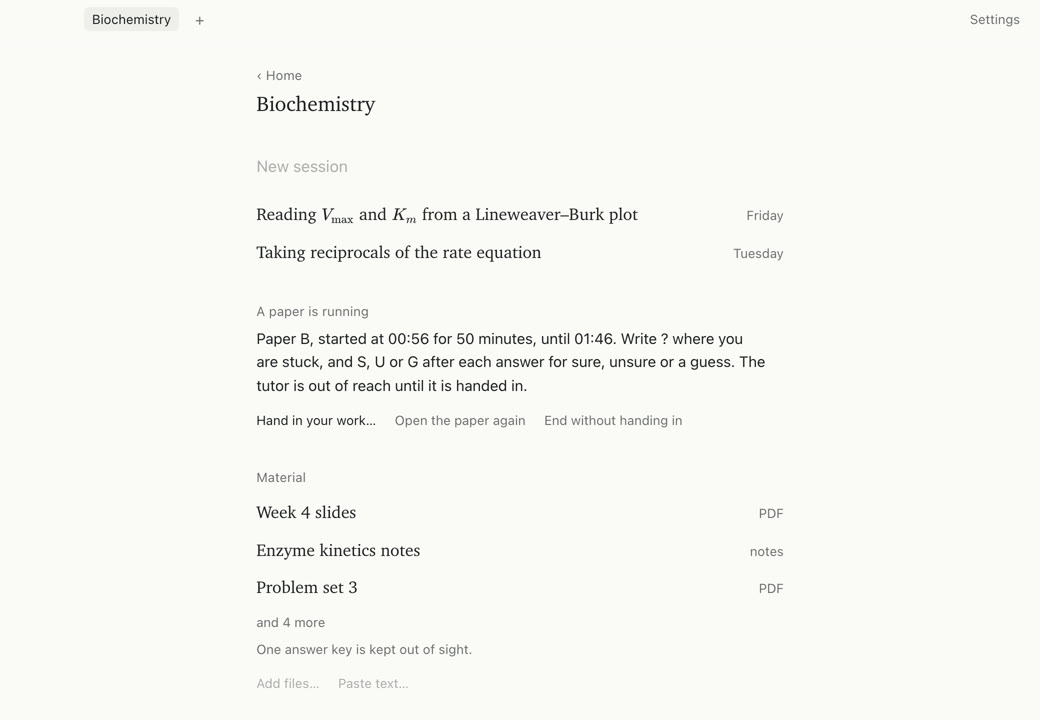 Biochemistry +
Settings
‹ Home
Biochemistry
New session
Reading Vmax and Km from a Lineweaver–Burk plot Friday
Taking reciprocals of the rate equation Tuesday
A paper is running
Paper B, started at 00:56 for 50 minutes, until 01:46. Write ? where you
are stuck, and S, U or G after each answer for sure, unsure or a guess. The
tutor is out of reach until it is handed in.
Hand in your work... Open the paper again End without handing in
Material
Week 4 slides PDF
Enzyme kinetics notes notes
Problem set 3 PDF
and 4 more
One answer key is kept out of sight.
Add files... Paste text...